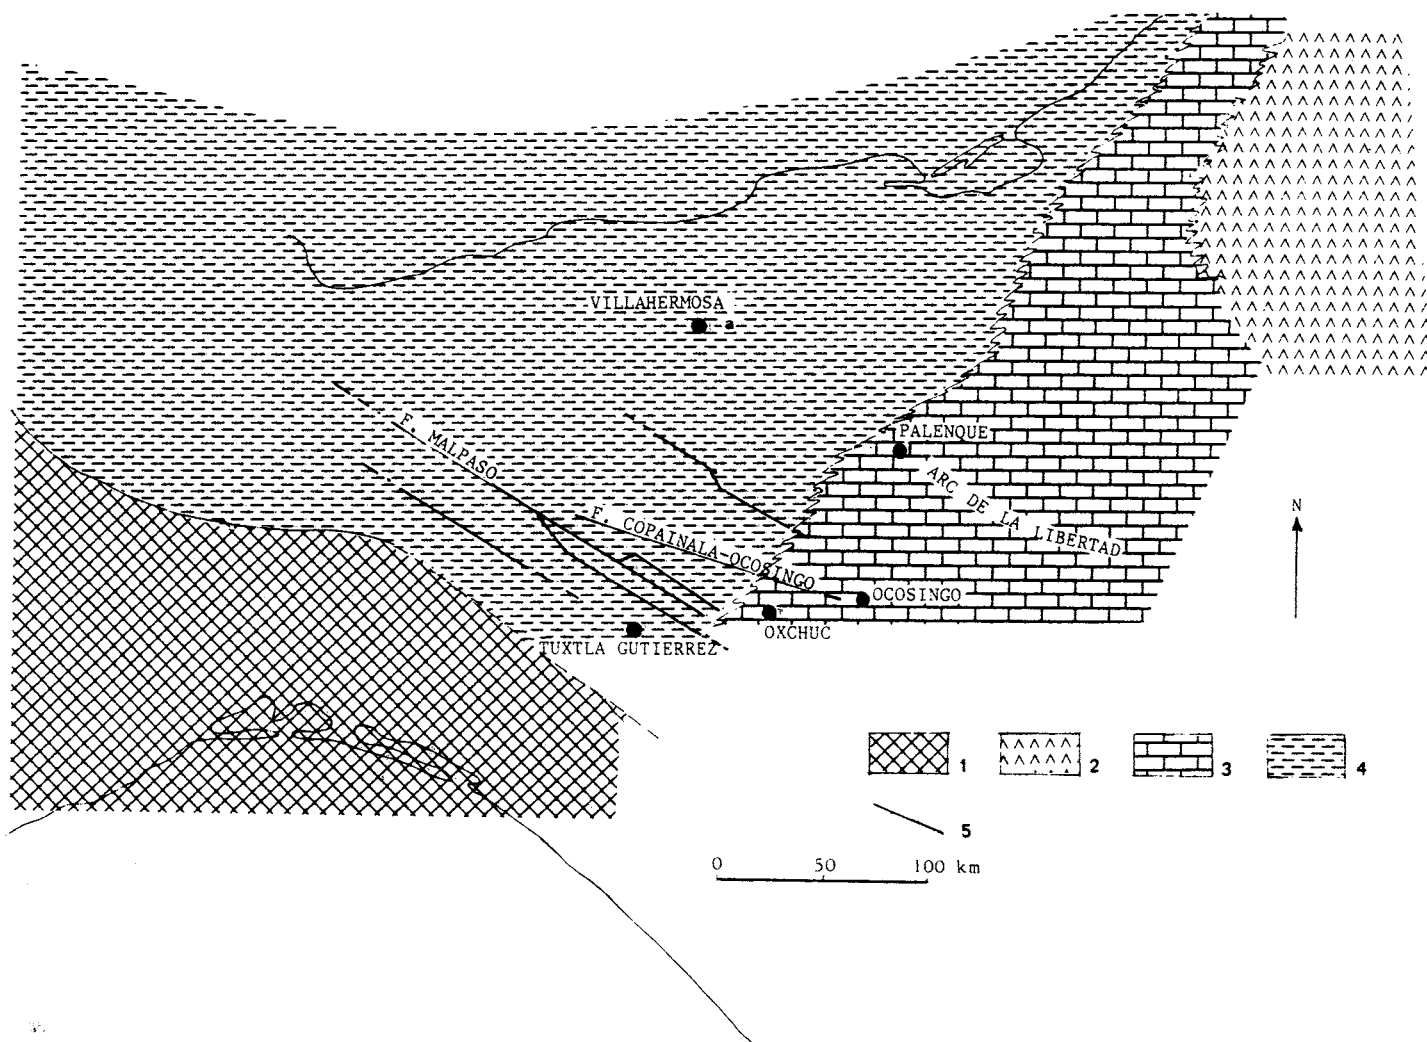 VILLAHERMOSA
a
F. MALPASO
PALENQUE
ARC DE LA LIBERTAD
F. COPAINALA-OCOSINGO
OCOSINGO
OXCHUC
TUXTLA GUTIERREZ
N
1 2 3 4
5
0 50 100 km